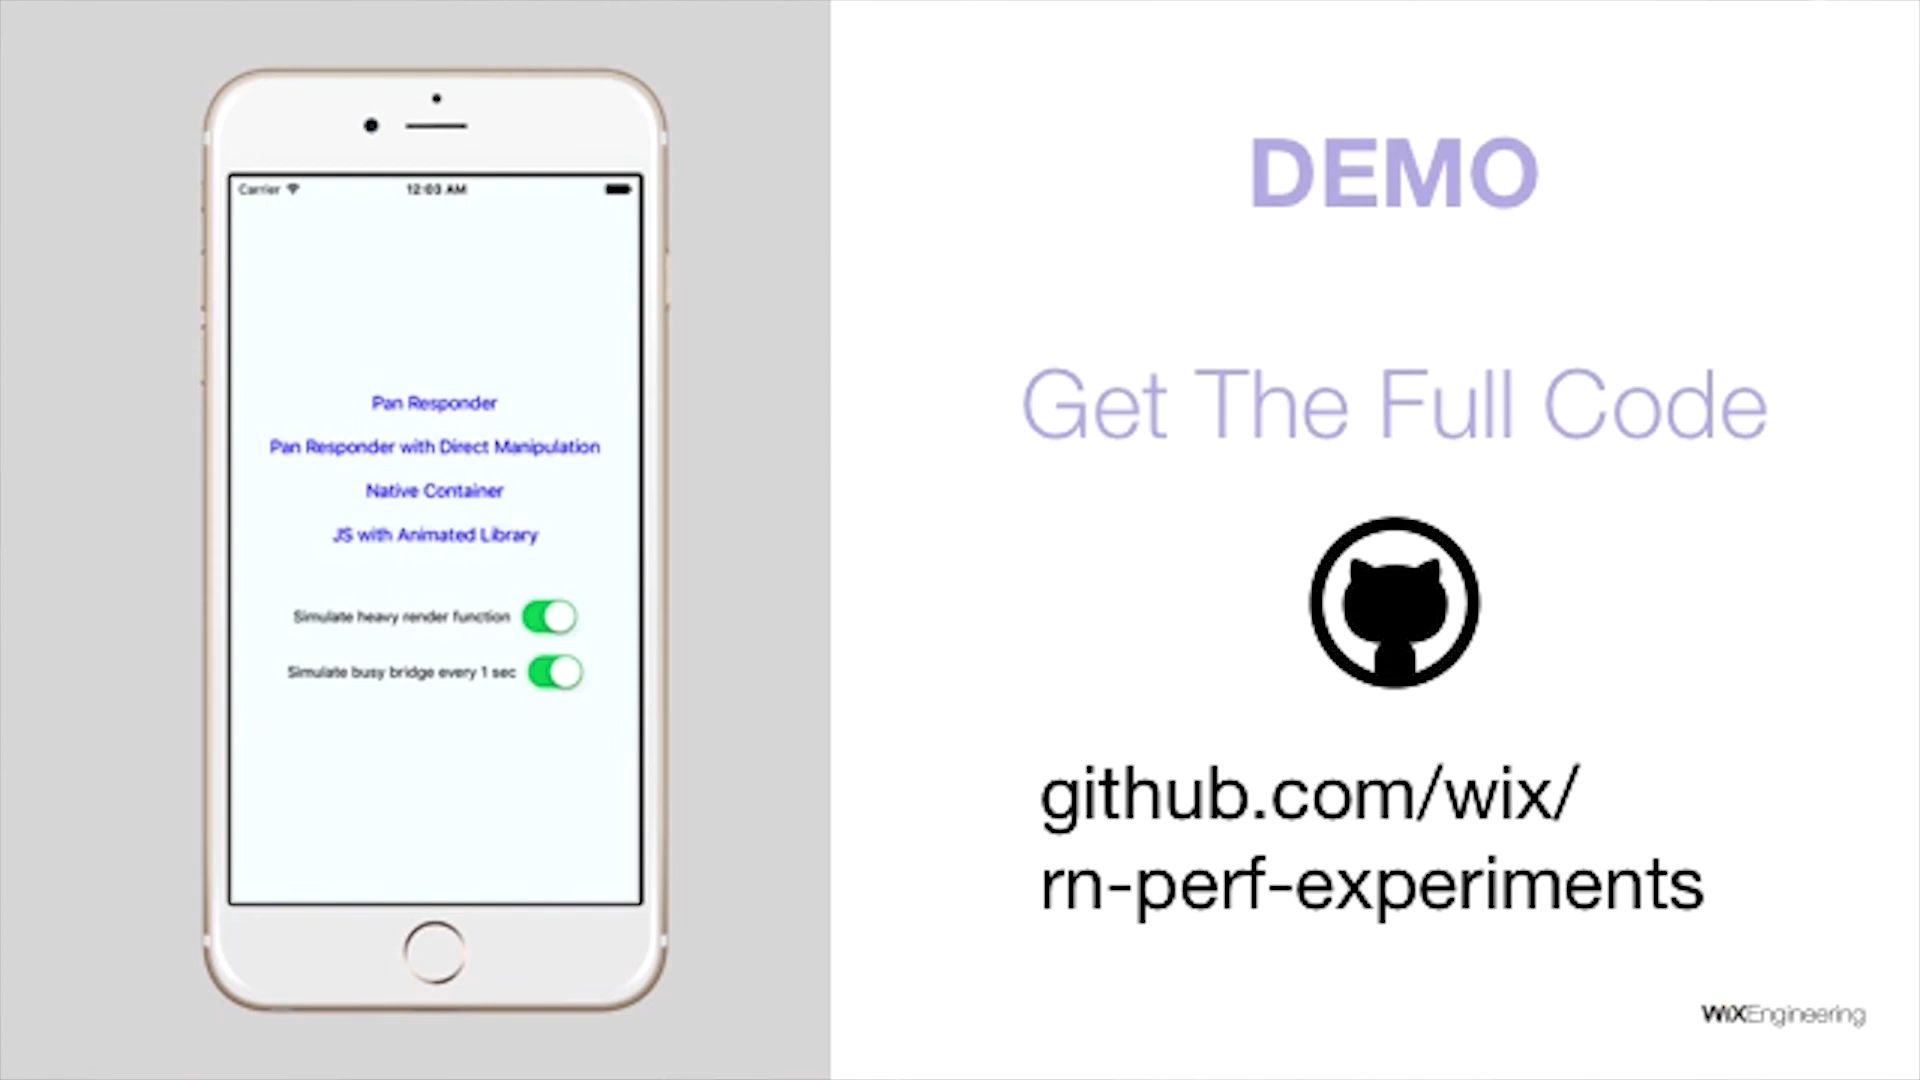 Carrier 12:03 AM
Pan Responder
Pan Responder with Direct Manipulation
Native Container
JS with Animated Library
Simulate heavy render function
Simulate busy bridge every 1 sec
DEMO
Get The Full Code
github.com/wix/
rn-perf-experiments
WiXEngineering